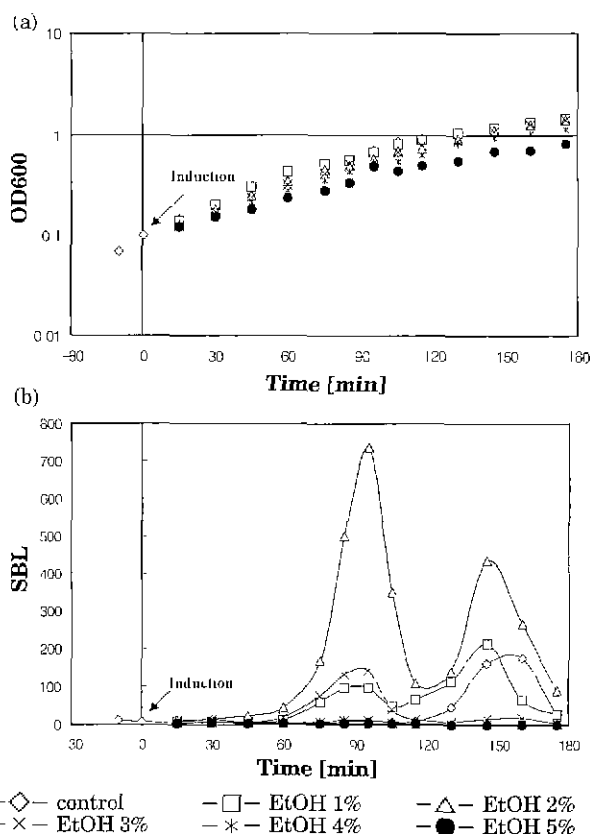 (a)
10
1
0.1
0.01
OD600
Induction
-30 0 30 60 90 120 150 180
Time [min]
(b)
800
700
600
500
400
300
200
100
0
SBL
Induction
30 0 30 60 90 120 150 180
Time [min]
control
EtOH 1%
EtOH 2%
EtOH 3%
EtOH 4%
EtOH 5%